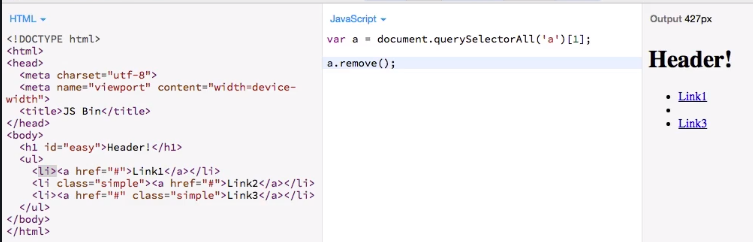 HTML
<!DOCTYPE html>
<html>
<head>
<meta charset="utf-8">
<meta name="viewport" content="width=device-
width">
<title>JS Bin</title>
</head>
<body>
<h1 id="easy">Header!</h1>
<ul>
<li><a href="#">Link1</a></li>
<li class="simple"><a href="#">Link2</a></li>
<li><a href="#" class="simple">Link3</a></li>
</ul>
</body>
</html>
JavaScript
var a = document.querySelectorAll('a')[1];
a.remove();
Output 427px
Header!
Link1
Link3